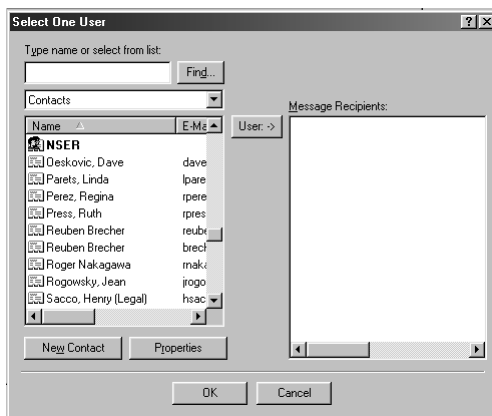 Select One User
Type name or select from list:
Find...
Contacts
Message Recipients:
Name E-Ma
User: ->
NSER
Oeskovic, Dave dave
Parets, Linda lpare
Perez, Regina rpere
Press, Ruth rpres
Reuben Brecher reube
Reuben Brecher brech
Roger Nakagawa rnaka
Rogowsky, Jean jrogo
Sacco, Henry (Legal) hsac
New Contact Properties
OK Cancel